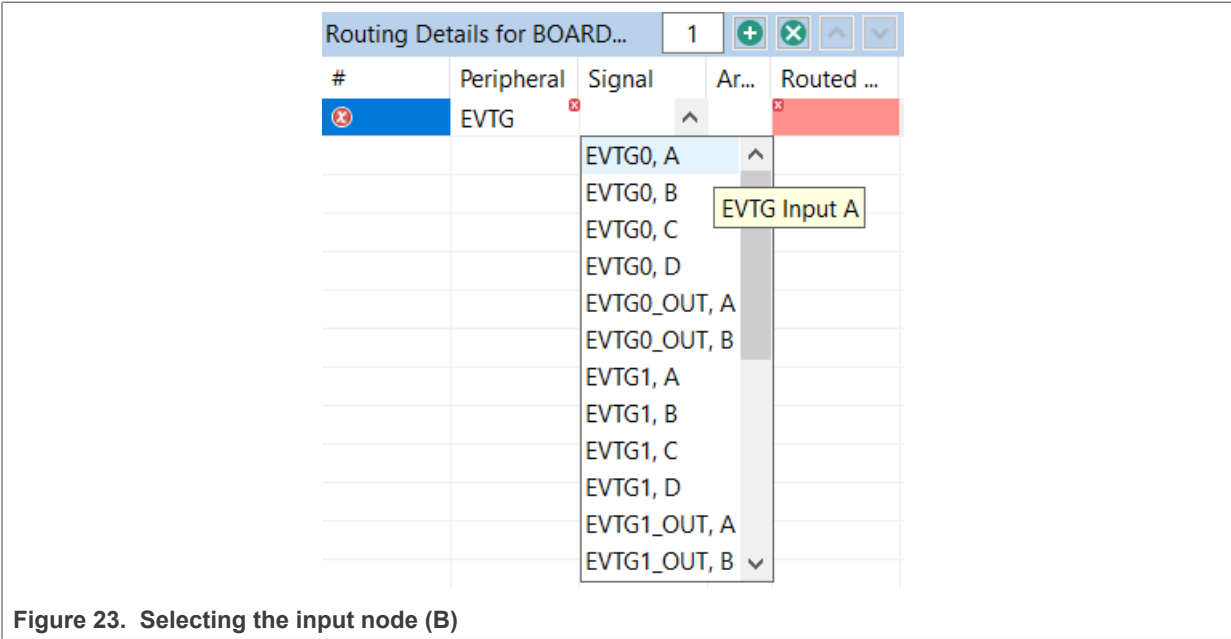 Routing Details for BOARD... 1
# Peripheral Signal Ar... Routed ...
EVTG
EVTG0, A
EVTG0, B
EVTG Input A
EVTG0, C
EVTG0, D
EVTG0_OUT, A
EVTG0_OUT, B
EVTG1, A
EVTG1, B
EVTG1, C
EVTG1, D
EVTG1_OUT, A
EVTG1_OUT, B
Figure 23. Selecting the input node (B)